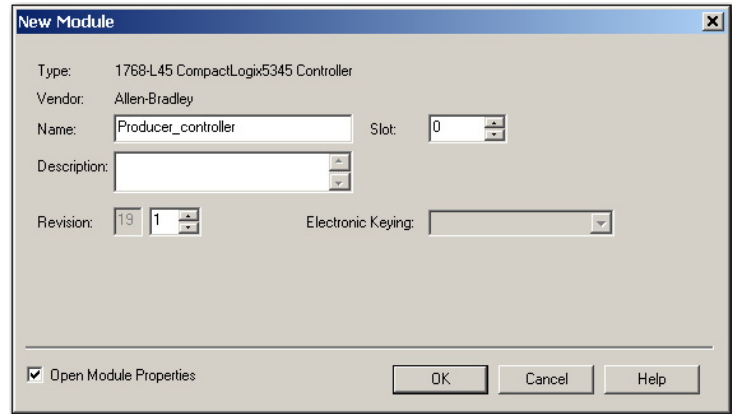 New Module
Type: 1768-L45 CompactLogix5345 Controller
Vendor: Allen-Bradley
Name: Producer_controller Slot: 0
Description:
Revision: 19 1 Electronic Keying:
Open Module Properties OK Cancel Help